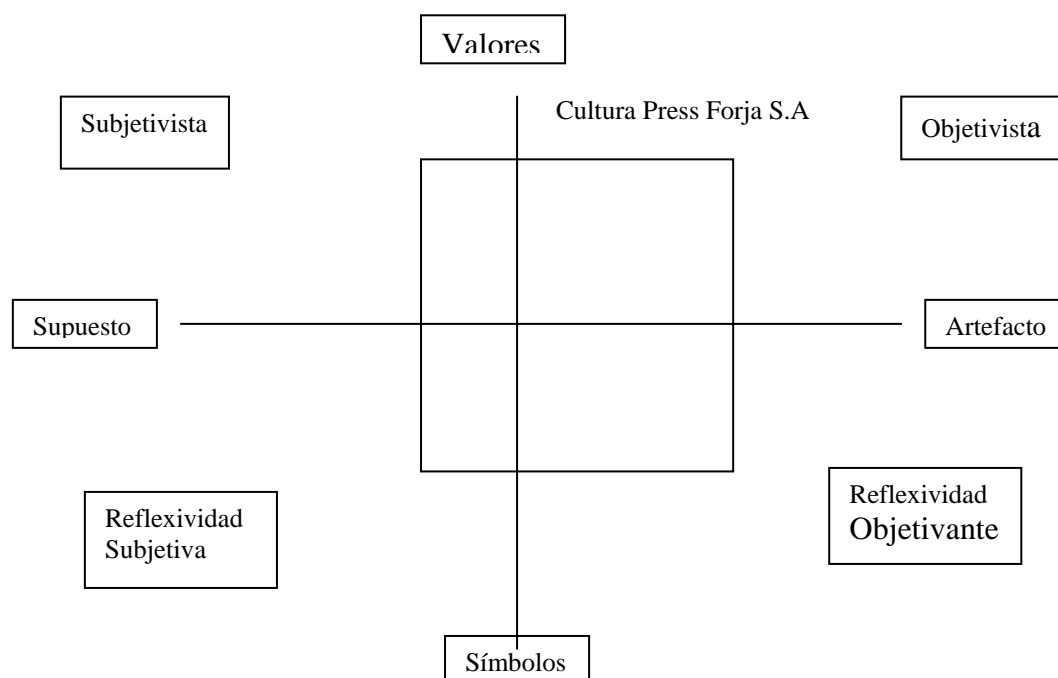 Valores
Cultura Press Forja S.A
Subjetivista
Objetivista
Supuesto
Artefacto
Reflexividad
Subjetiva
Reflexividad
Objetivante
Símbolos